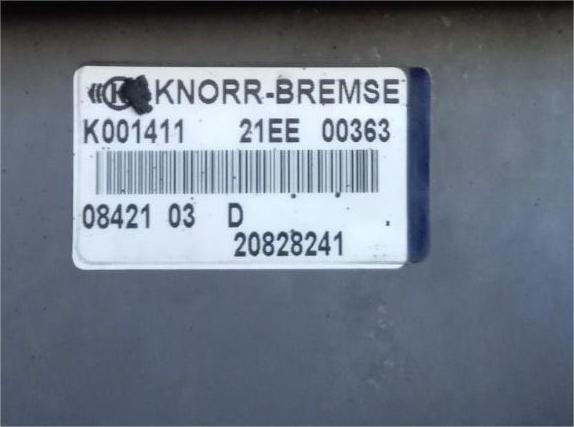 KNORR-BREMSE
K001411 21EE 00363
08421 03 D
20828241